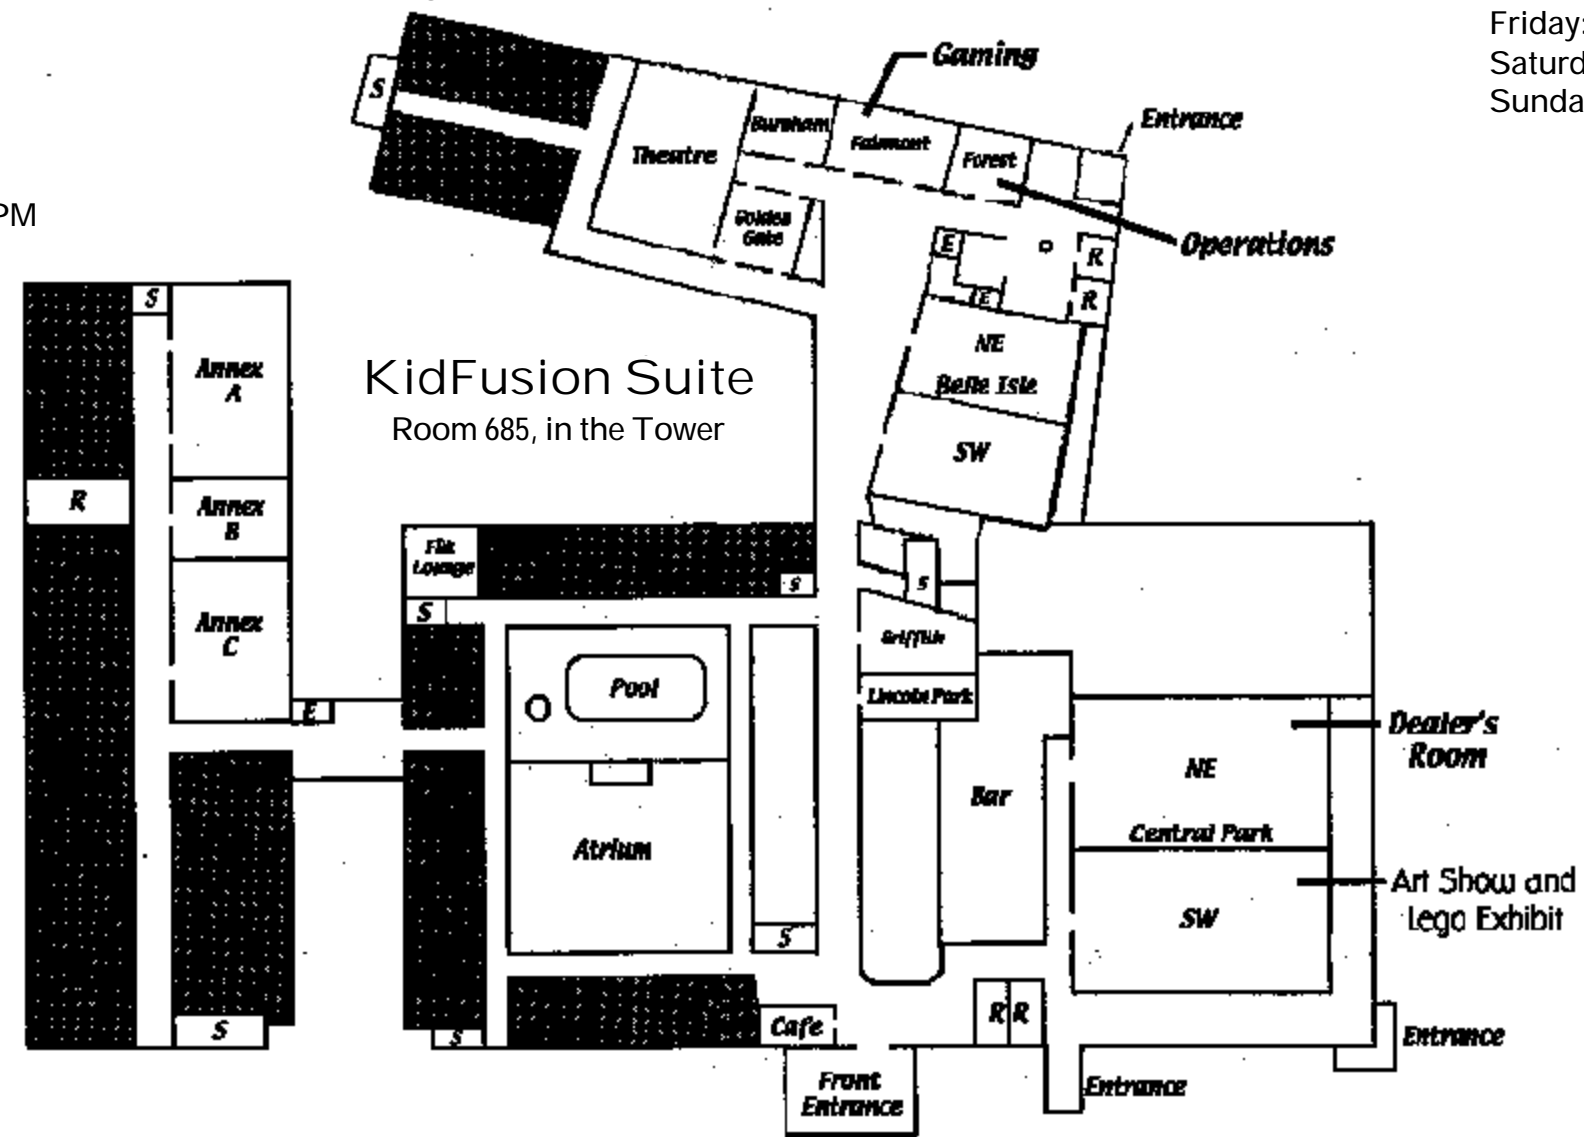 Friday:
Saturd
Sunda
PM
Gaming
Entrance
S
Theatre
Burnham
Fairmont
Forest
Golden
Gate
Operations
E
R
E
R
S
Annex
A
NE
Belle Isle
KidFusion Suite
Room 685, in the Tower
SW
R
Annex
B
Filk
Lounge
S
S
S
Annex
C
Griffith
Lincoln Park
Pool
E
Dealer's
Room
NE
Bar
Central Park
Atrium
Art Show and
Lego Exhibit
SW
S
S
S
Cafe
R R
Entrance
Front
Entrance
Entrance